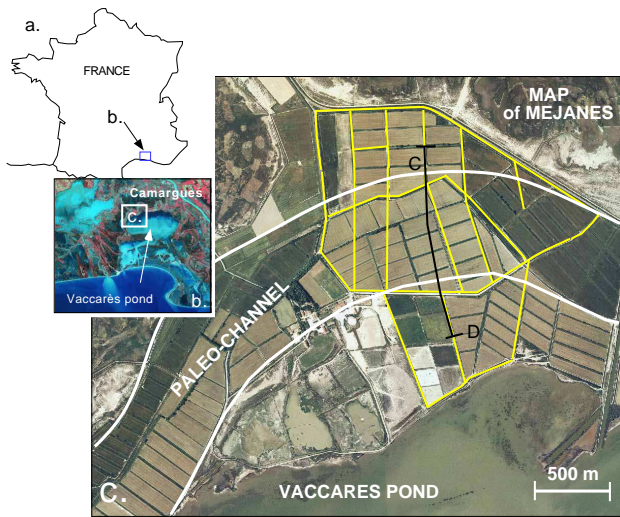 a.
FRANCE
b.
MAP
of MEJANES
C
Camargues
c.
Vaccarès pond
b.
D
PALEO-CHANNEL
c.
VACCARES POND
500 m